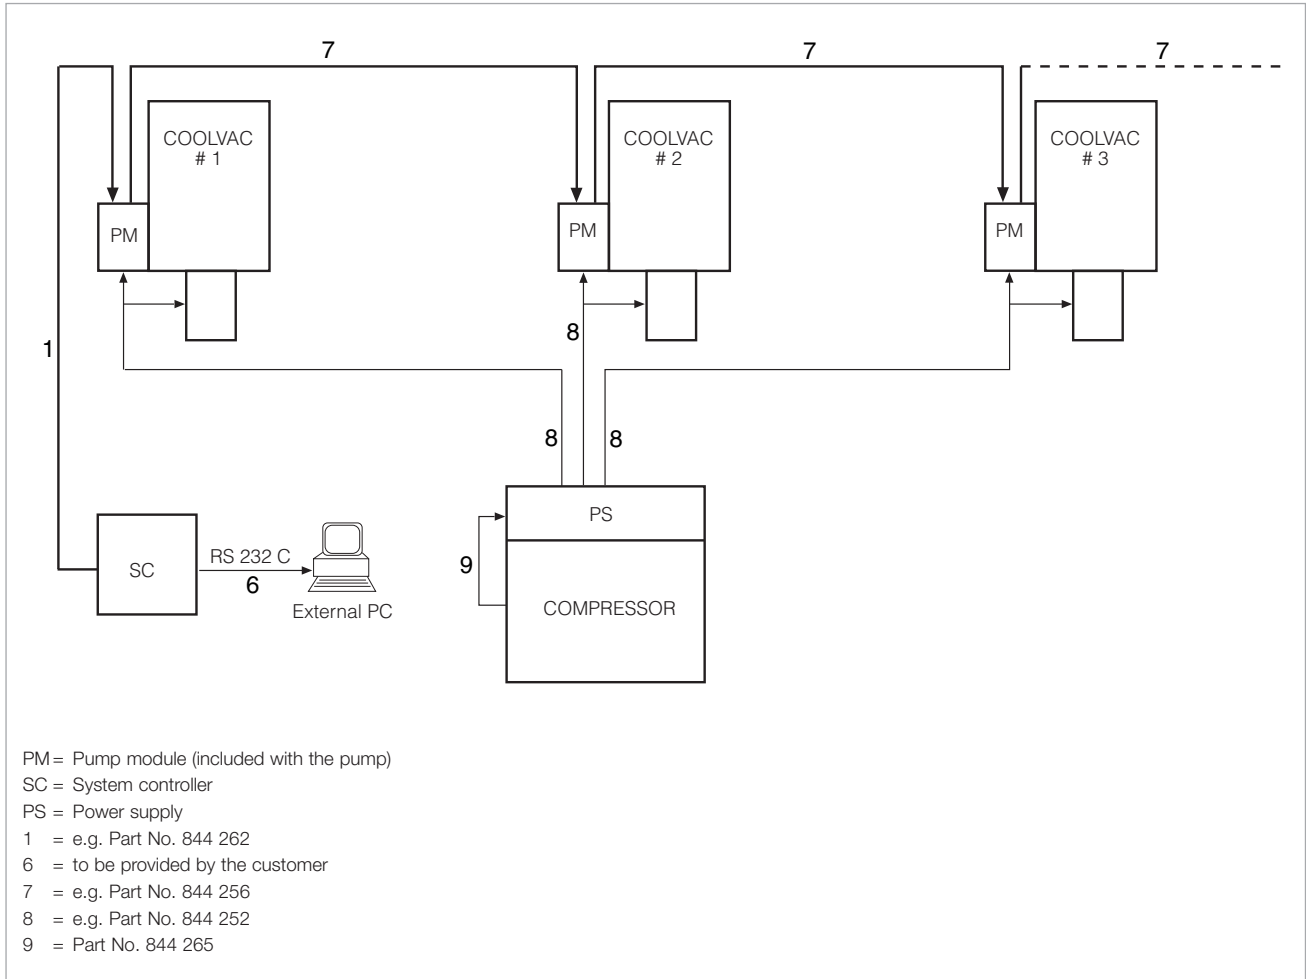 7 7 7
COOLVAC
# 1
COOLVAC
# 2
COOLVAC
# 3
PM
PM
PM
8
1
8 8
PS
SC
RS 232 C
6
External PC
9
COMPRESSOR
PM = Pump module (included with the pump)
SC = System controller
PS = Power supply
1 = e.g. Part No. 844 262
6 = to be provided by the customer
7 = e.g. Part No. 844 256
8 = e.g. Part No. 844 252
9 = Part No. 844 265